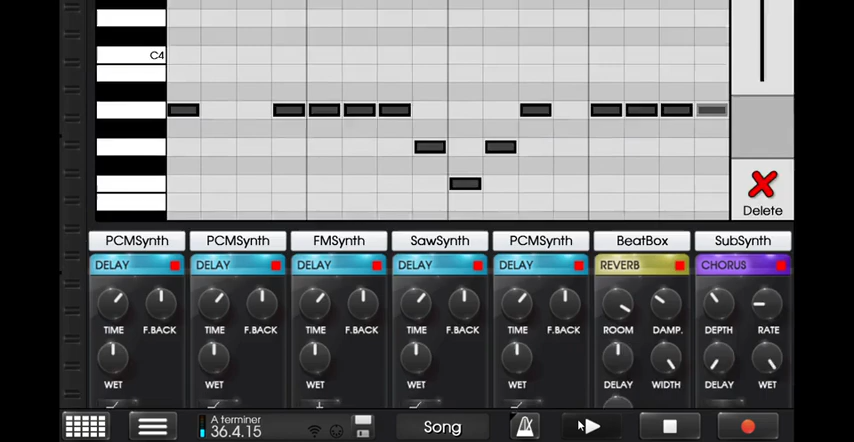 C4
Delete
PCMSynth PCMSynth FMSynth SawSynth PCMSynth BeatBox SubSynth
DELAY DELAY DELAY DELAY DELAY REVERB CHORUS
TIME F.BACK TIME F.BACK TIME F.BACK TIME F.BACK TIME F.BACK ROOM DAMP. DEPTH RATE
WET WET WET WET WET DELAY WIDTH DELAY WET
A terminer
36.4.15
Song